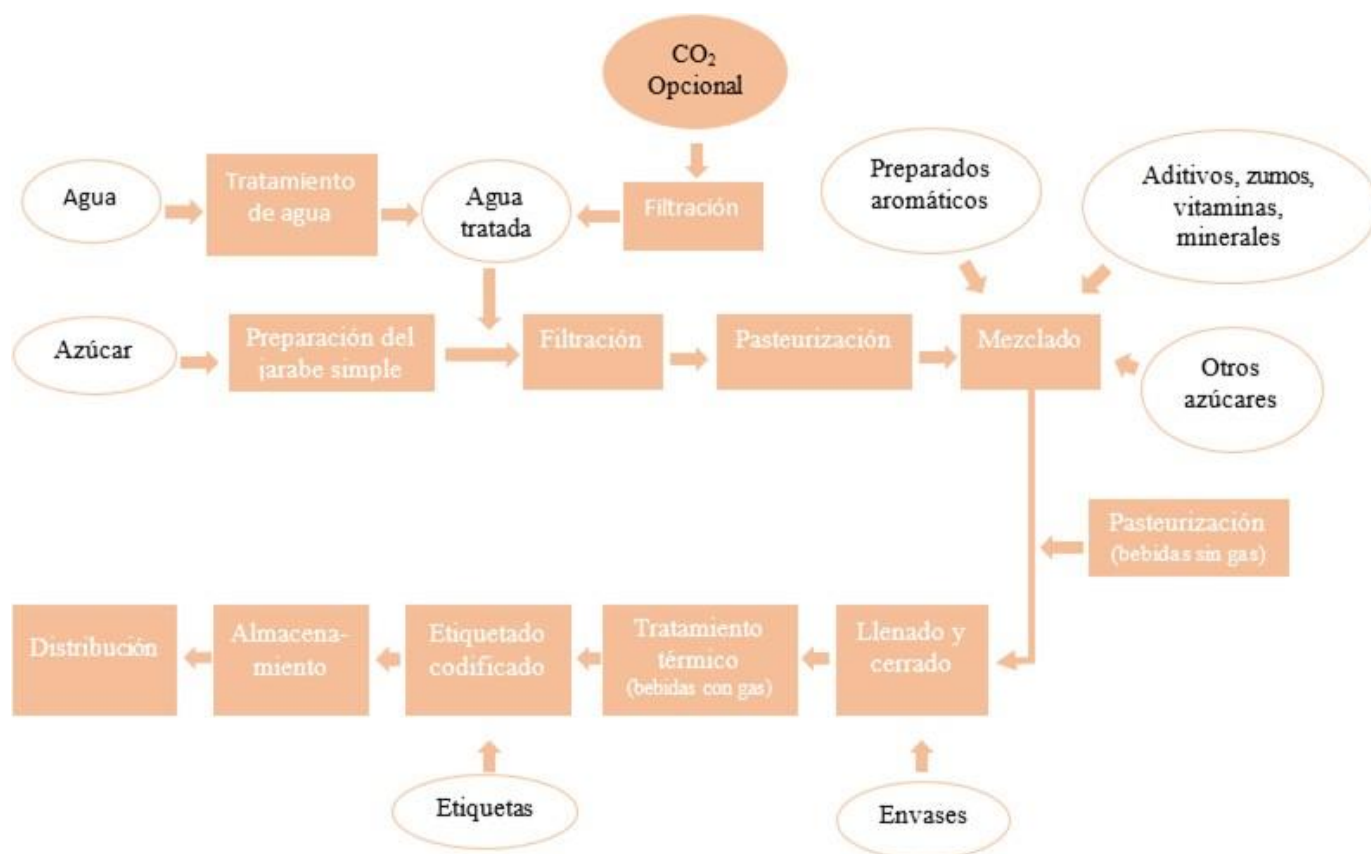 CO₂
Opcional
Agua
Tratamiento
de agua
Agua
tratada
Filtración
Preparados
aromáticos
Aditivos, zumos,
vitaminas,
minerales
Azúcar
Preparación del
jarabe simple
Filtración
Pasteurización
Mezclado
Otros
azúcares
Pasteurización
(bebidas sin gas)
Distribución
Almacena-
miento
Etiquetado
codificado
Tratamiento
térmico
(bebidas con gas)
Llenado y
cerrado
Etiquetas
Envases